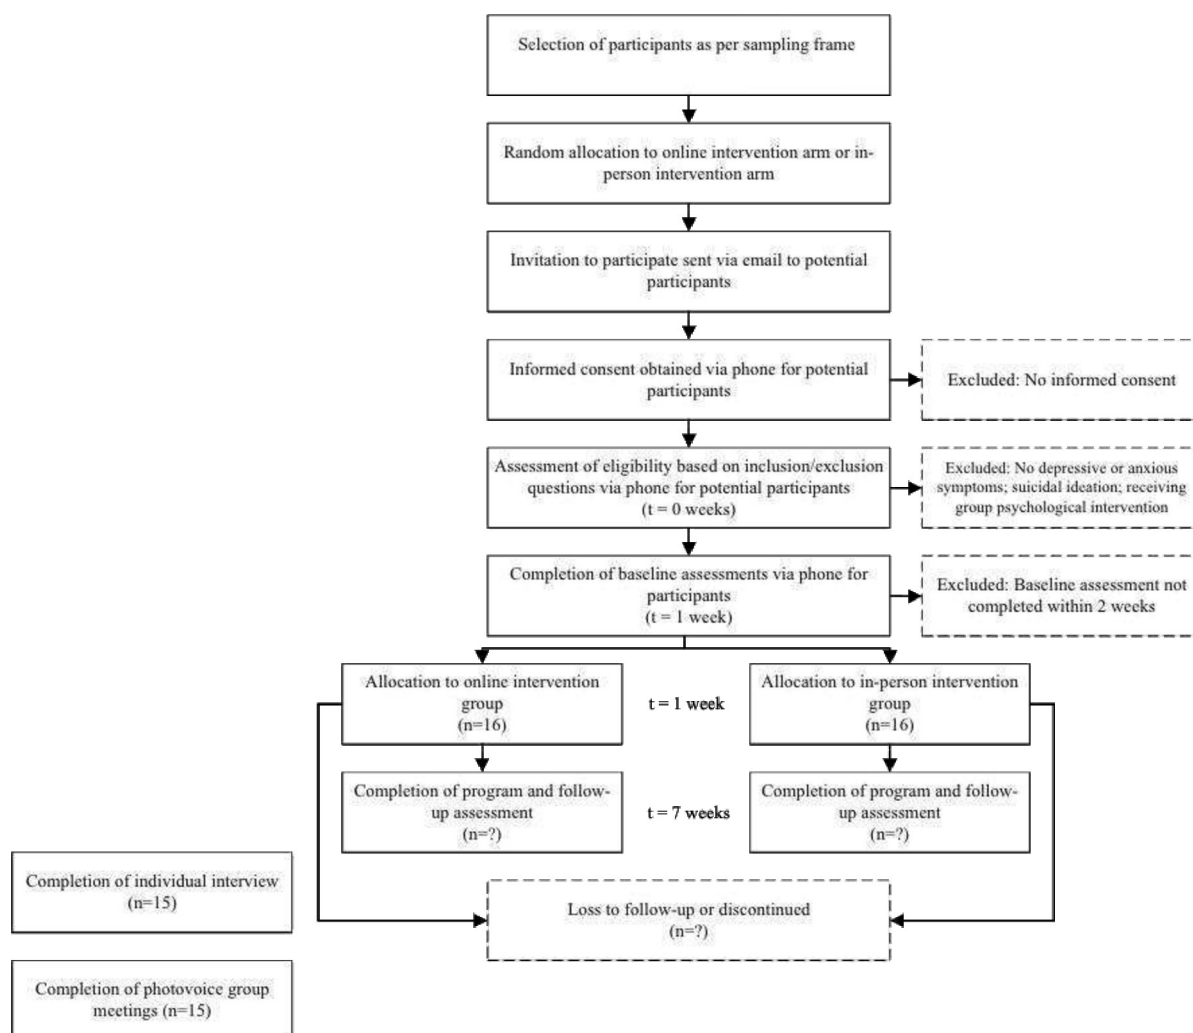 Selection of participants as per sampling frame
Random allocation to online intervention arm or in-
person intervention arm
Invitation to participate sent via email to potential
participants
Informed consent obtained via phone for potential
participants
Excluded: No informed consent
Assessment of eligibility based on inclusion/exclusion
questions via phone for potential participants
(t = 0 weeks)
Excluded: No depressive or anxious
symptoms; suicidal ideation; receiving
group psychological intervention
Completion of baseline assessments via phone for
participants
(t = 1 week)
Excluded: Baseline assessment not
completed within 2 weeks
Allocation to online intervention
group
(n=16)
t = 1 week
Allocation to in-person intervention
group
(n=16)
Completion of program and follow-
up assessment
(n=?)
t = 7 weeks
Completion of program and follow-
up assessment
(n=?)
Completion of individual interview
(n=15)
Loss to follow-up or discontinued
(n=?)
Completion of photovoice group
meetings (n=15)